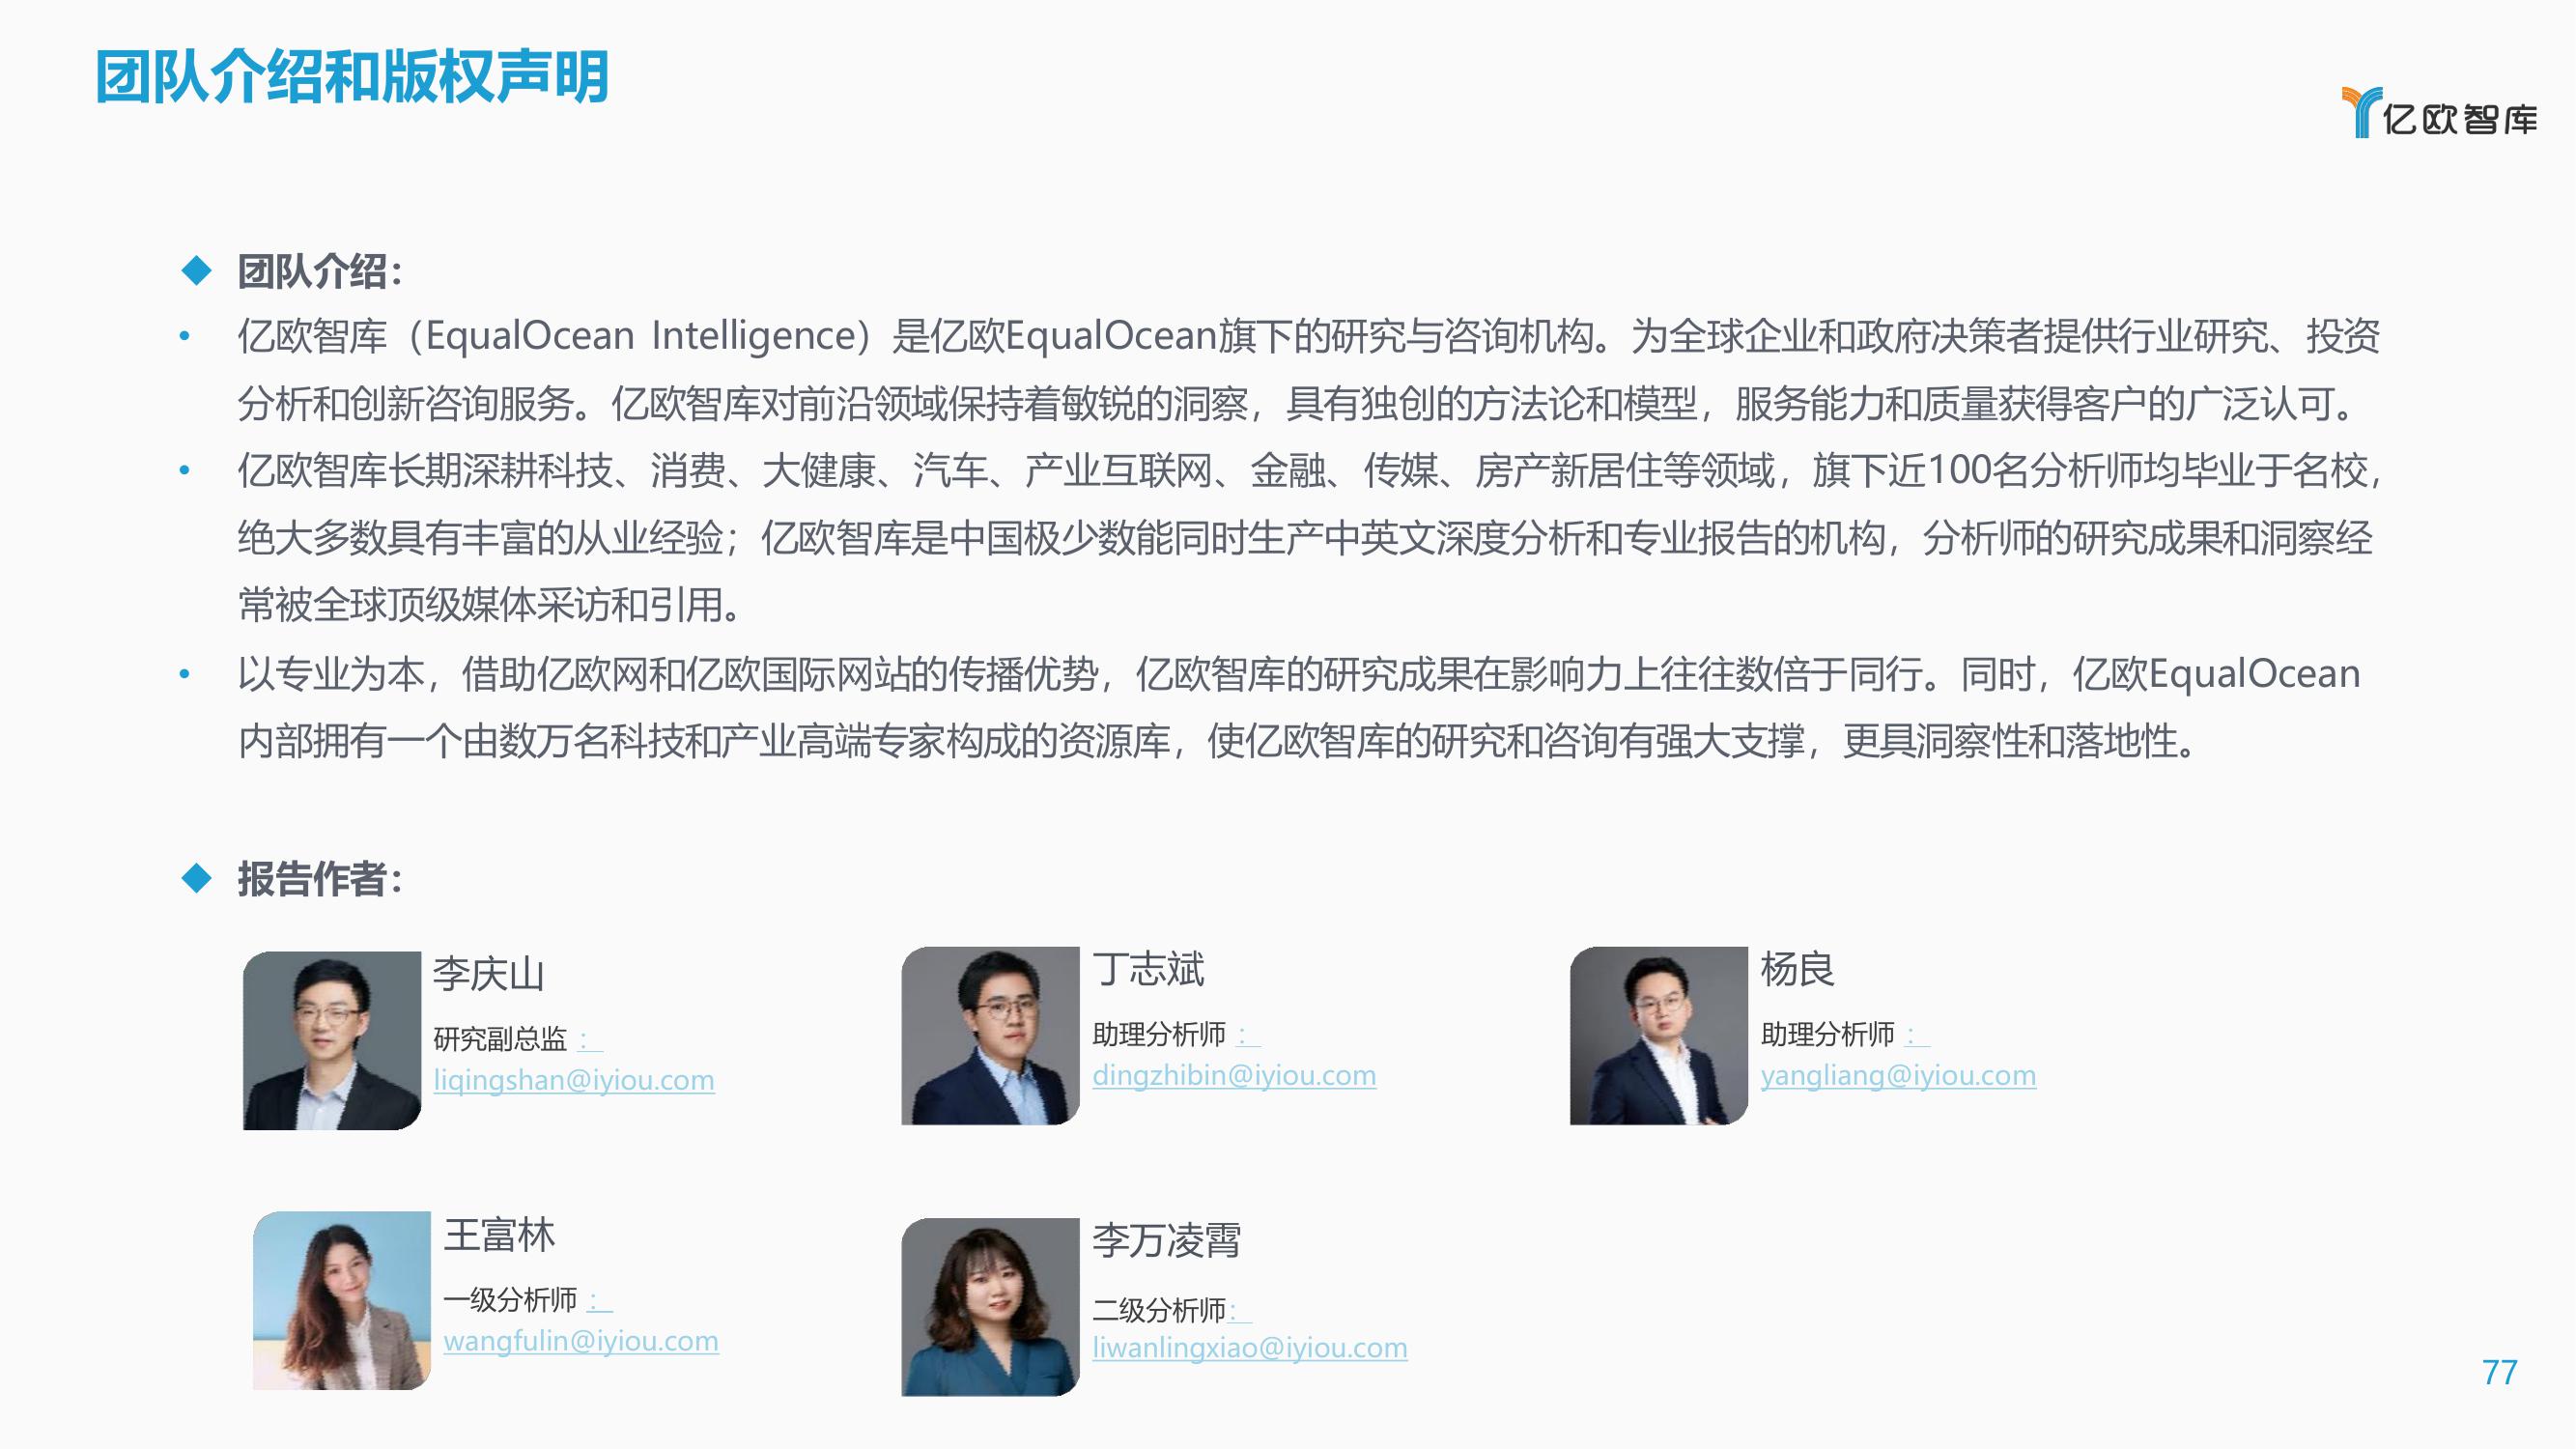 团队介绍和版权声明
亿欧智库
团队介绍：
亿欧智库（EqualOcean Intelligence）是亿欧EqualOcean旗下的研究与咨询机构。为全球企业和政府决策者提供行业研究、投资
分析和创新咨询服务。亿欧智库对前沿领域保持着敏锐的洞察，具有独创的方法论和模型，服务能力和质量获得客户的广泛认可。
亿欧智库长期深耕科技、消费、大健康、汽车、产业互联网、金融、传媒、房产新居住等领域，旗下近100名分析师均毕业于名校，
绝大多数具有丰富的从业经验；亿欧智库是中国极少数能同时生产中英文深度分析和专业报告的机构，分析师的研究成果和洞察经
常被全球顶级媒体采访和引用。
以专业为本，借助亿欧网和亿欧国际网站的传播优势，亿欧智库的研究成果在影响力上往往数倍于同行。同时，亿欧EqualOcean
内部拥有一个由数万名科技和产业高端专家构成的资源库，使亿欧智库的研究和咨询有强大支撑，更具洞察性和落地性。
报告作者：
李庆山
研究副总监：
liqingshan@iyiou.com
丁志斌
助理分析师：
dingzhibin@iyiou.com
杨良
助理分析师：
yangliang@iyiou.com
王富林
一级分析师：
wangfulin@iyiou.com
李万凌霄
二级分析师：
liwanlingxiao@iyiou.com
77